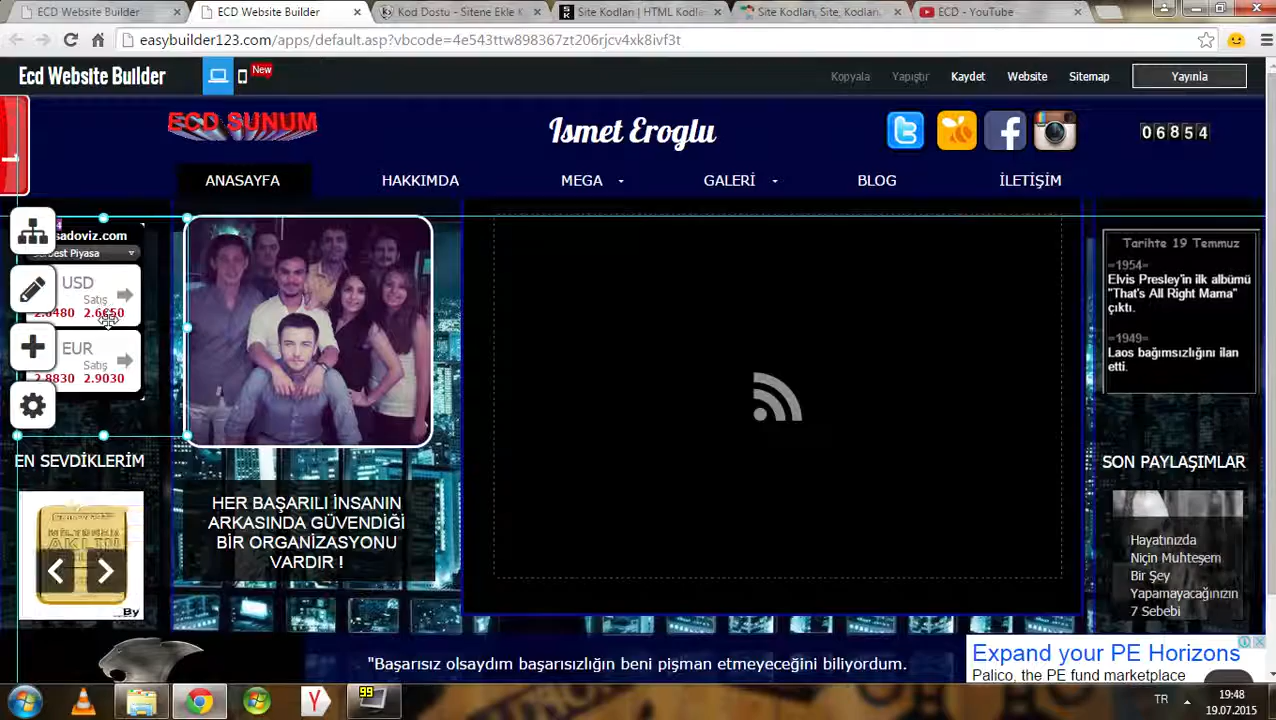 ECD Website Builder
ECD Website Builder
Kod Dostu - Sitene Ekle K
Site Kodları | HTML Kodla
Site Kodları, Site, Kodları,
ECD - YouTube
easybuilder123.com/apps/default.asp?vbcode=4e543ttw898367zt206rjcv4xk8ivf3t
Ecd Website Builder
New
Kopyala
Yapıştır
Kaydet
Website
Sitemap
Yayınla
ECD SUNUM
Ismet Eroglu
06854
ANASAYFA
HAKKIMDA
MEGA
GALERİ
BLOG
İLETİŞİM
sadoviz.com
Piyasa
USD
Satış
2.6650
EUR
Satış
2.8830 2.9030
Tarihte 19 Temmuz
=1954=
Elvis Presley'in ilk albümü
"That's All Right Mama"
çıktı.
=1949=
Laos bağımsızlığını ilan
etti.
EN SEVDİKLERİM
AKLIN
By
HER BAŞARILI İNSANIN
ARKASINDA GÜVENDİĞİ
BİR ORGANİZASYONU
VARDIR !
SON PAYLAŞIMLAR
Hayatınızda
Niçin Muhteşem
Bir Şey
Yapamayacağınızın
7 Sebebi
"Başarısız olsaydım başarısızlığın beni pişman etmeyeceğini biliyordum.
Expand your PE Horizons
Palico, the PE fund marketplace
99
TR
19:48
19.07.2015